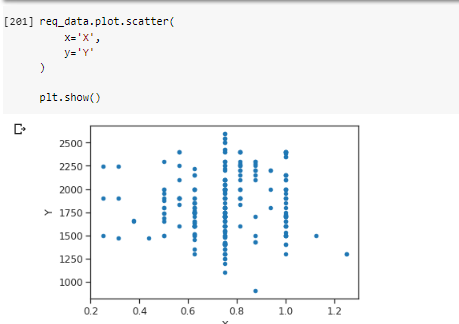 [201] req_data.plot.scatter(
x='X',
y='Y'
)
plt.show()
2500
2250
2000
1750
1500
1250
1000
Y
0.2 0.4 0.6 0.8 1.0 1.2
X